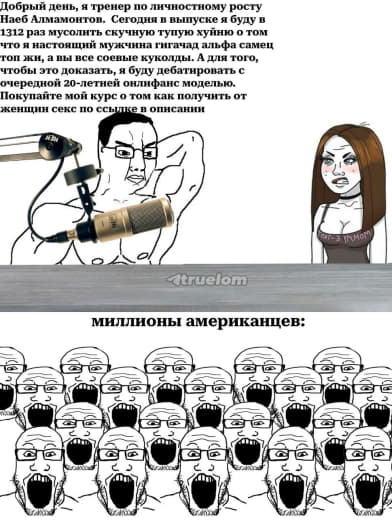 Добрый день, я тренер по личностному росту
Наеб Алмамонтов.  Сегодня в выпуске я буду в
1312 раз мусолить скучную тупую хуйню о том
что я настоящий мужчина гигачад альфа самец
топ жи, а вы все соевые куколды. А для того,
чтобы это доказать, я буду дебатировать с
очередной 20-летней онлифанс моделью.
Покупайте мой курс о том как получить от
женщин секс по ссылке в описании
truelom
миллионы американцев: